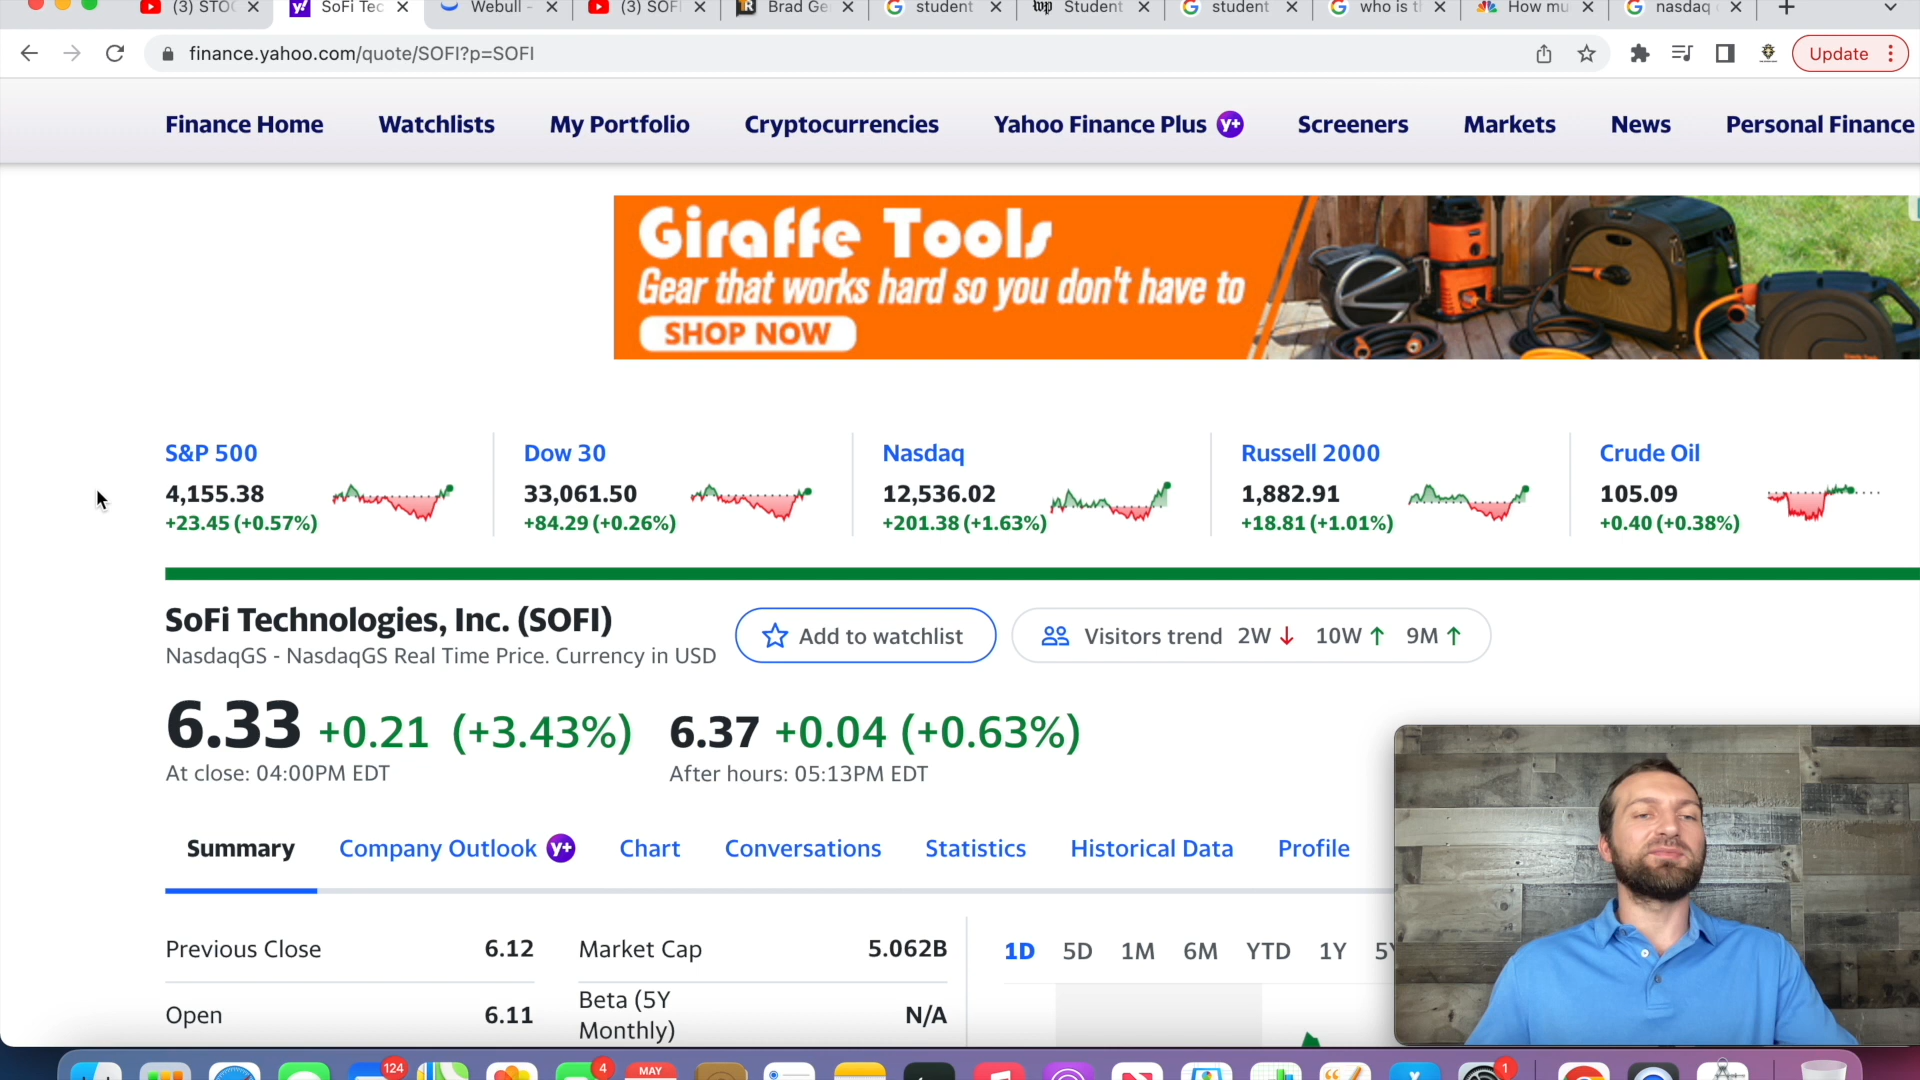 (3) STO
SoFi Tec
Webull -
(3) SOFI
Brad Ge
student
Student
student
who is t
How mu
nasdaq
finance.yahoo.com/quote/SOFI?p=SOFI
Update
Finance Home
Watchlists
My Portfolio
Cryptocurrencies
Yahoo Finance Plus y+
Screeners
Markets
News
Personal Finance
Giraffe Tools
Gear that works hard so you don't have to
SHOP NOW
S&P 500
4,155.38
+23.45 (+0.57%)
Dow 30
33,061.50
+84.29 (+0.26%)
Nasdaq
12,536.02
+201.38 (+1.63%)
Russell 2000
1,882.91
+18.81 (+1.01%)
Crude Oil
105.09
+0.40 (+0.38%)
SoFi Technologies, Inc. (SOFI)
NasdaqGS - NasdaqGS Real Time Price. Currency in USD
Add to watchlist
Visitors trend 2W ↓ 10W ↑ 9M ↑
6.33 +0.21 (+3.43%)
At close: 04:00PM EDT
6.37 +0.04 (+0.63%)
After hours: 05:13PM EDT
Summary
Company Outlook y+
Chart
Conversations
Statistics
Historical Data
Profile
Previous Close 6.12
Open 6.11
Market Cap 5.062B
Beta (5Y
Monthly) N/A
1D 5D 1M 6M YTD 1Y 5Y
124
4
MAY
1